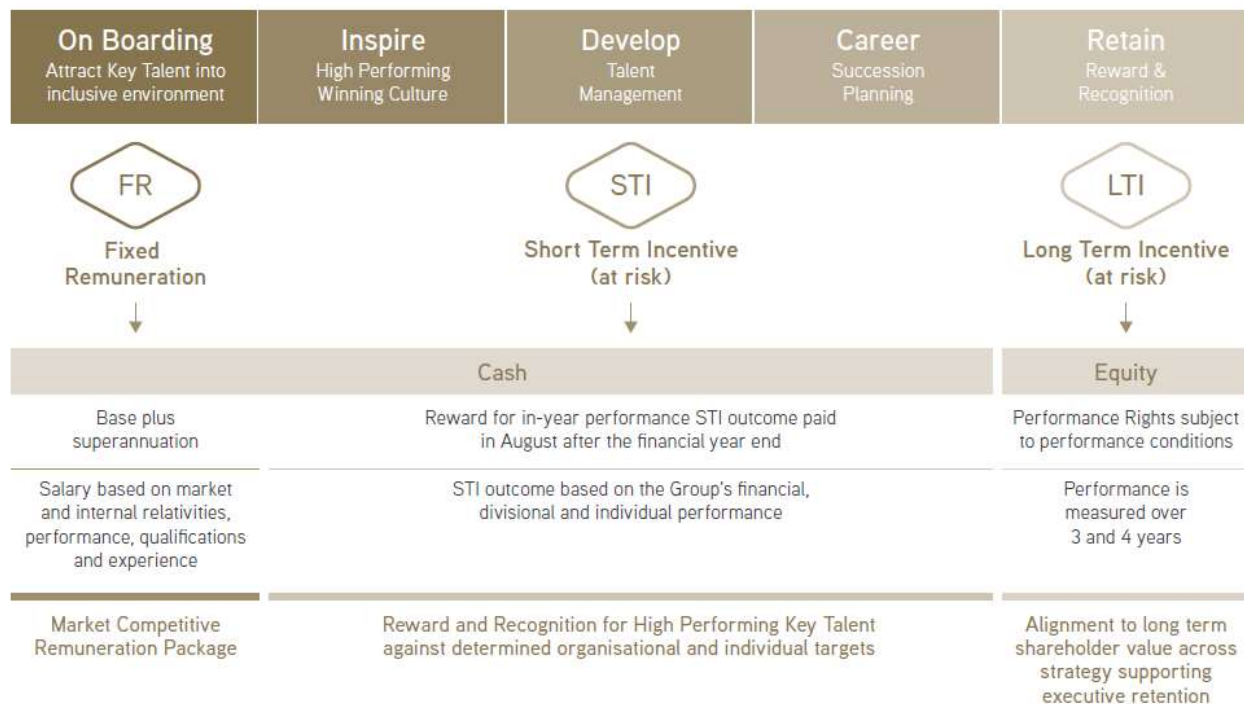 On Boarding
Attract Key Talent into
inclusive environment
Inspire
High Performing
Winning Culture
Develop
Talent
Management
Career
Succession
Planning
Retain
Reward &
Recognition
FR
Fixed
Remuneration
STI
Short Term Incentive
(at risk)
LTI
Long Term Incentive
(at risk)
Cash
Equity
Base plus
superannuation
Reward for in-year performance STI outcome paid
in August after the financial year end
Performance Rights subject
to performance conditions
Salary based on market
and internal relativities,
performance, qualifications
and experience
STI outcome based on the Group's financial,
divisional and individual performance
Performance is
measured over
3 and 4 years
Market Competitive
Remuneration Package
Reward and Recognition for High Performing Key Talent
against determined organisational and individual targets
Alignment to long term
shareholder value across
strategy supporting
executive retention